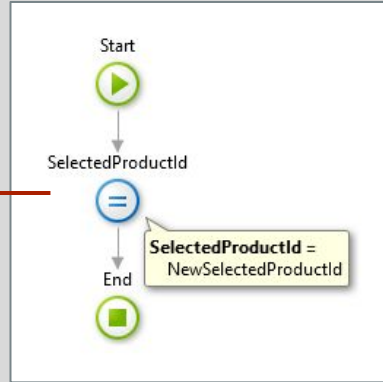 Start
SelectedProductId
SelectedProductId =
NewSelectedProductId
End